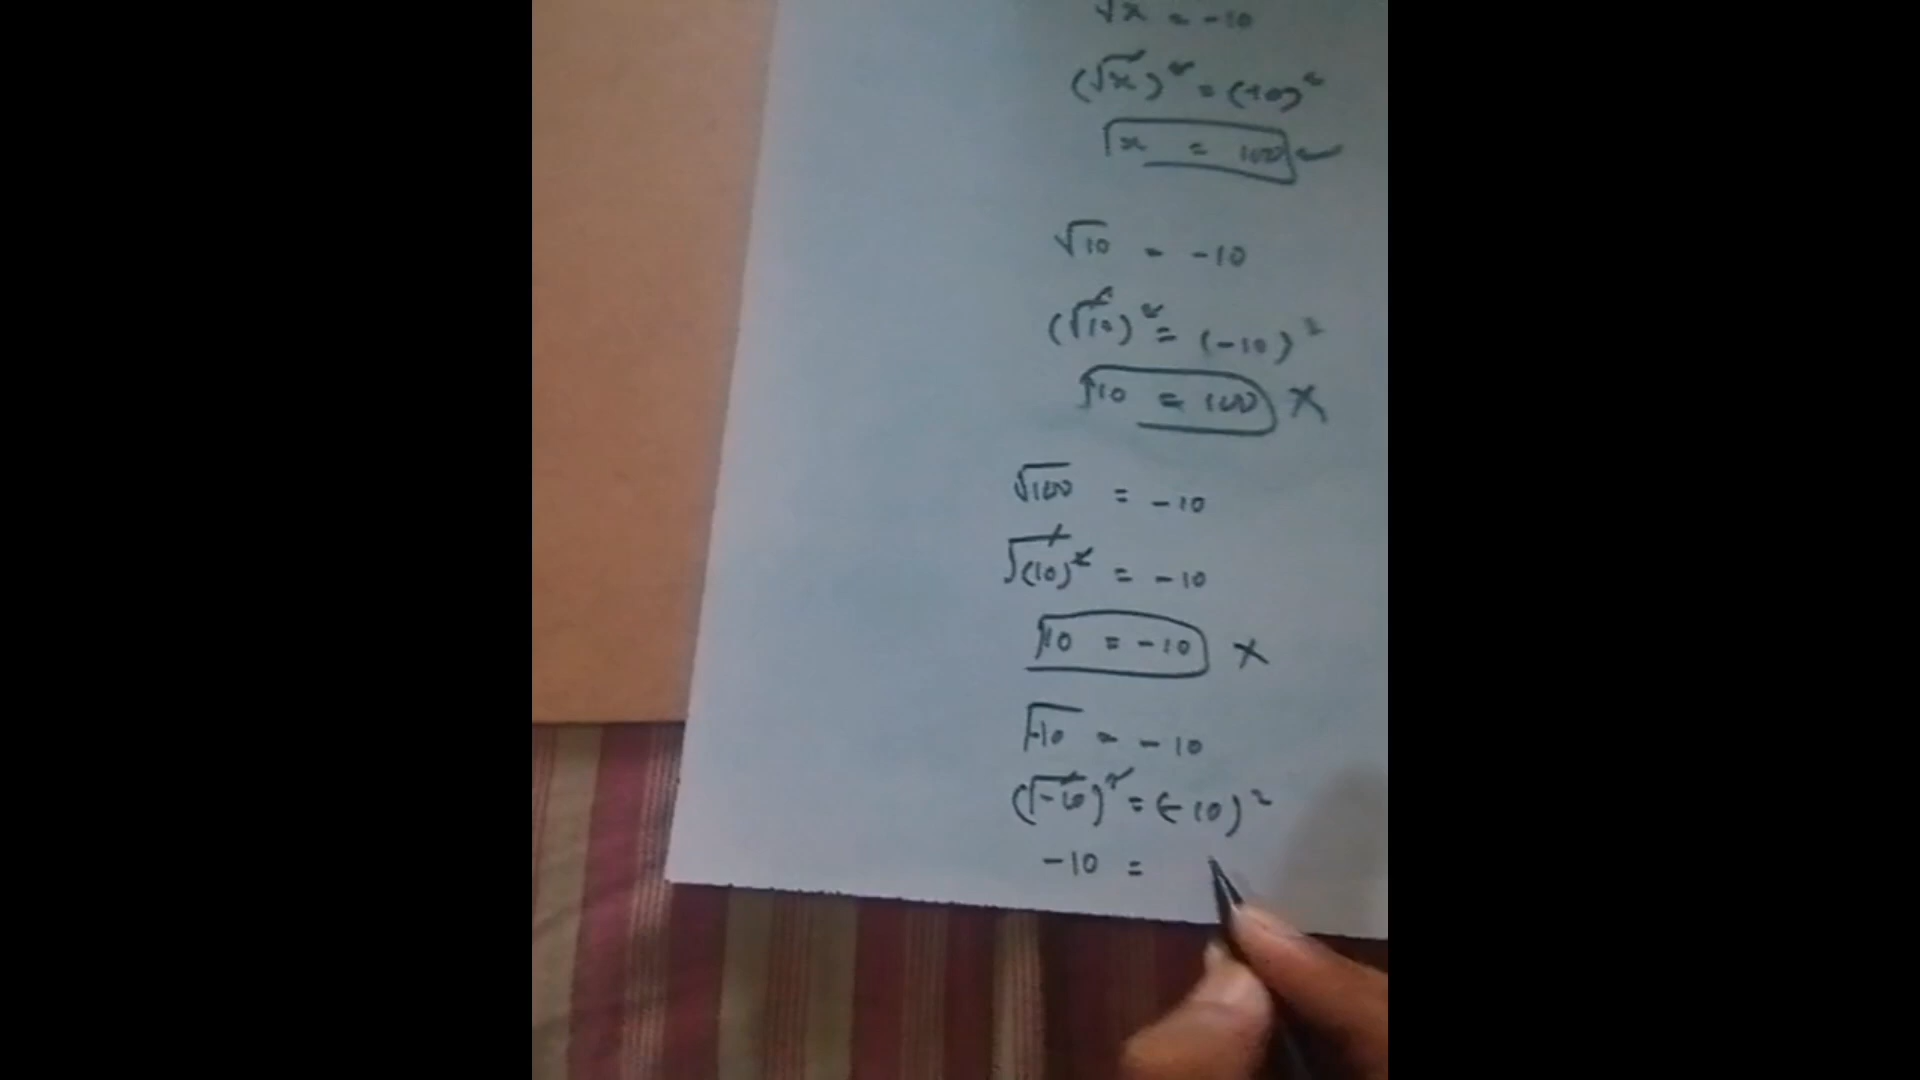 √x = -10
(√x)² = (-10)²
x = 100
√10 = -10
(√10)² = (-10)²
10 = 100 ×
√100 = -10
√(10)² = -10
10 = -10 ×
√-10 = -10
(√-10)² = (-10)²
-10 =